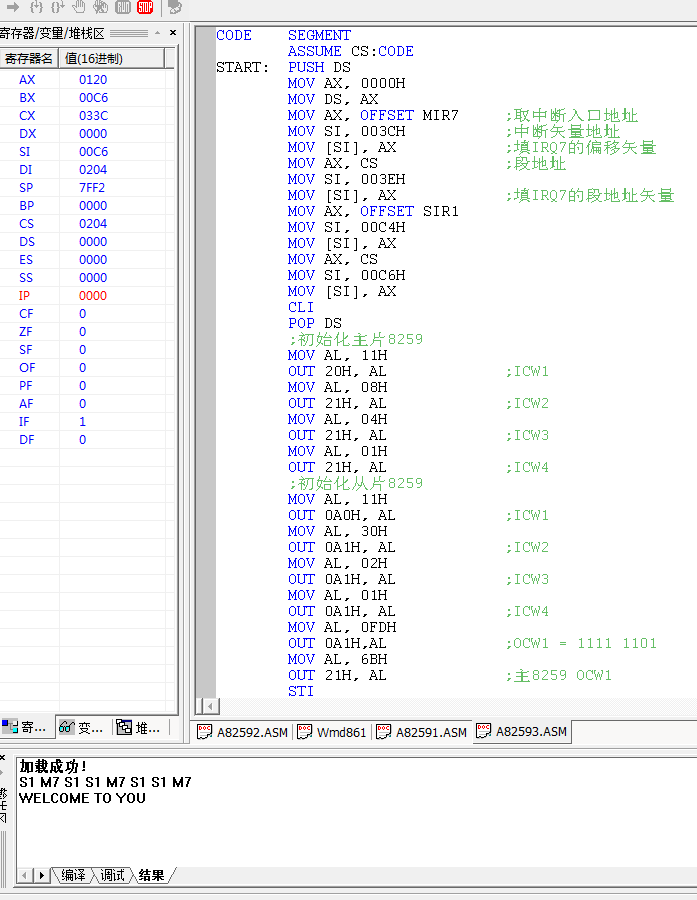 RUN STOP
寄存器/变量/堆栈区
寄存器名 值(16进制)
AX 0120
BX 00C6
CX 033C
DX 0000
SI 00C6
DI 0204
SP 7FF2
BP 0000
CS 0204
DS 0000
ES 0000
SS 0000
IP 0000
CF 0
ZF 0
SF 0
OF 0
PF 0
AF 0
IF 1
DF 0
寄... 变... 堆...
CODE SEGMENT
ASSUME CS:CODE
START: PUSH DS
MOV AX, 0000H
MOV DS, AX
MOV AX, OFFSET MIR7 ;取中断入口地址
MOV SI, 003CH ;中断矢量地址
MOV [SI], AX ;填IRQ7的偏移矢量
MOV AX, CS ;段地址
MOV SI, 003EH
MOV [SI], AX ;填IRQ7的段地址矢量
MOV AX, OFFSET SIR1
MOV SI, 00C4H
MOV [SI], AX
MOV AX, CS
MOV SI, 00C6H
MOV [SI], AX
CLI
POP DS
;初始化主片8259
MOV AL, 11H
OUT 20H, AL ;ICW1
MOV AL, 08H
OUT 21H, AL ;ICW2
MOV AL, 04H
OUT 21H, AL ;ICW3
MOV AL, 01H
OUT 21H, AL ;ICW4
;初始化从片8259
MOV AL, 11H
OUT 0A0H, AL ;ICW1
MOV AL, 30H
OUT 0A1H, AL ;ICW2
MOV AL, 02H
OUT 0A1H, AL ;ICW3
MOV AL, 01H
OUT 0A1H, AL ;ICW4
MOV AL, 0FDH
OUT 0A1H,AL ;OCW1 = 1111 1101
MOV AL, 6BH
OUT 21H, AL ;主8259 OCW1
STI
A82592.ASM Wmd861 A82591.ASM A82593.ASM
加载成功!
S1 M7 S1 S1 M7 S1 S1 M7
WELCOME TO YOU
编译 调试 结果